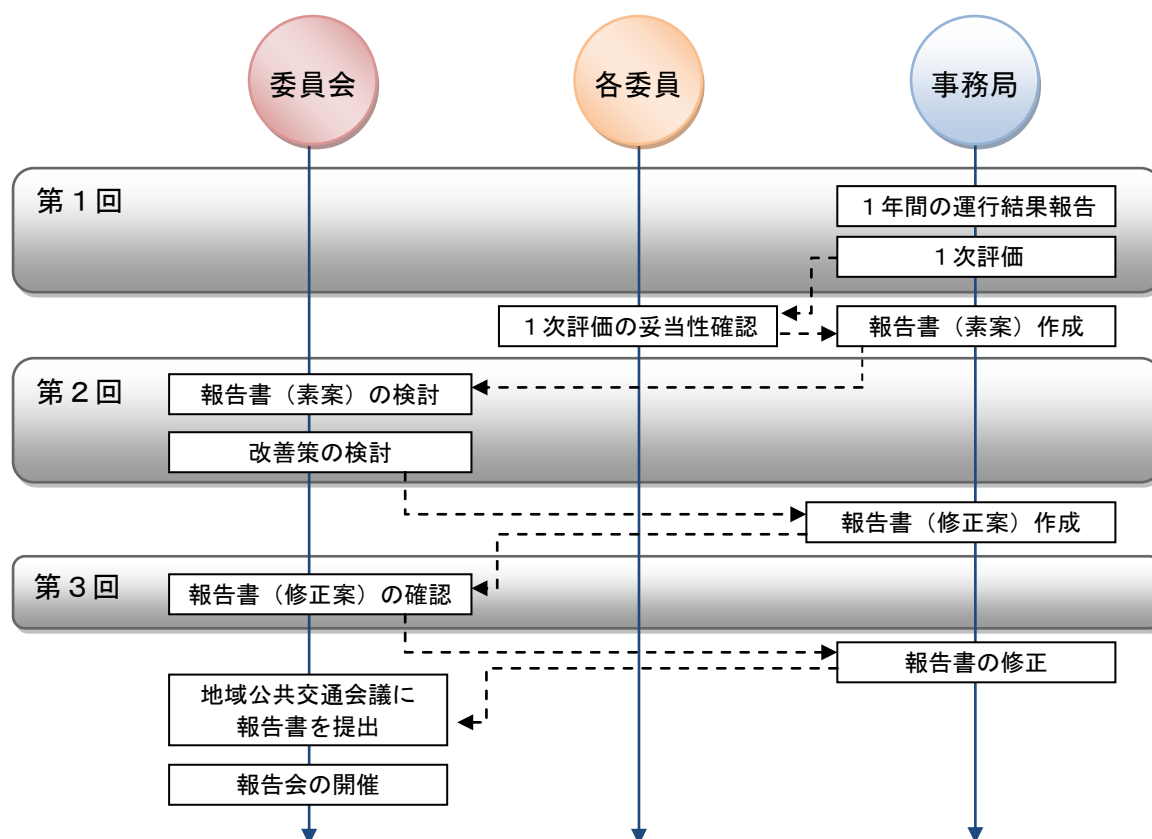 委員会
各委員
事務局
第１回
１年間の運行結果報告
１次評価
１次評価の妥当性確認
報告書（素案）作成
第２回
報告書（素案）の検討
改善策の検討
報告書（修正案）作成
第３回
報告書（修正案）の確認
報告書の修正
地域公共交通会議に
報告書を提出
報告会の開催